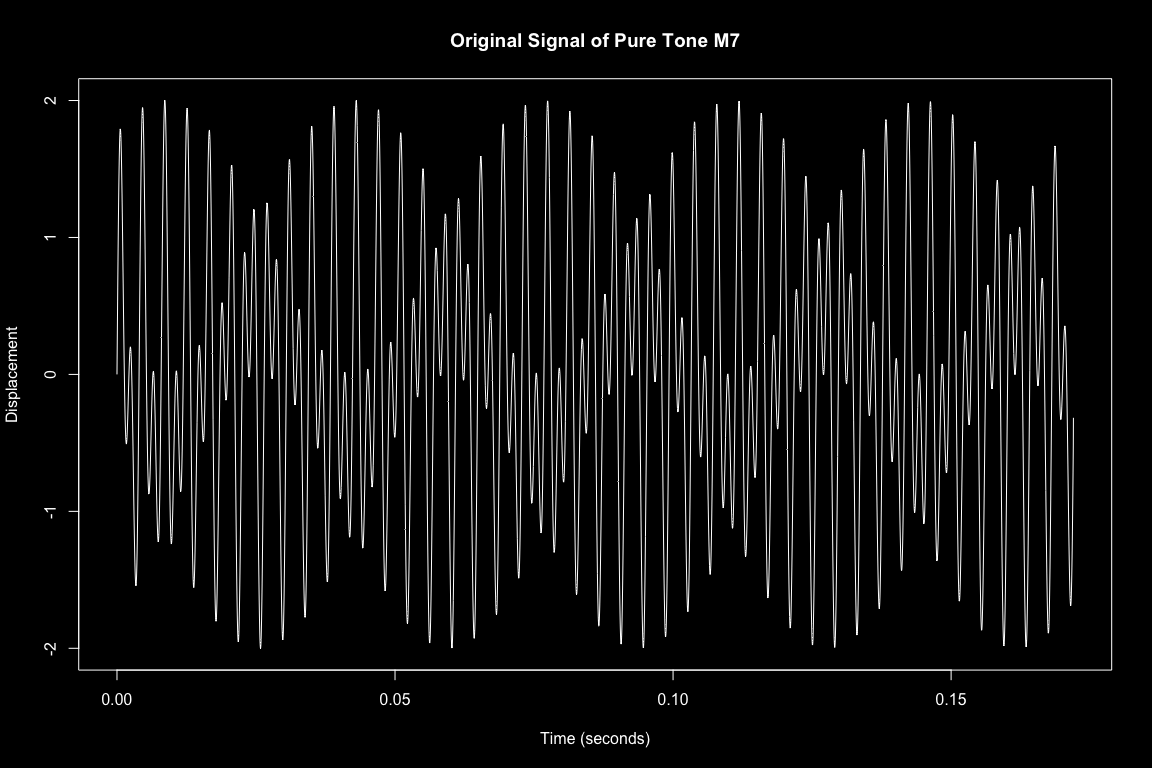 Original Signal of Pure Tone M7
2
1
0
-1
-2
Displacement
0.00 0.05 0.10 0.15
Time (seconds)